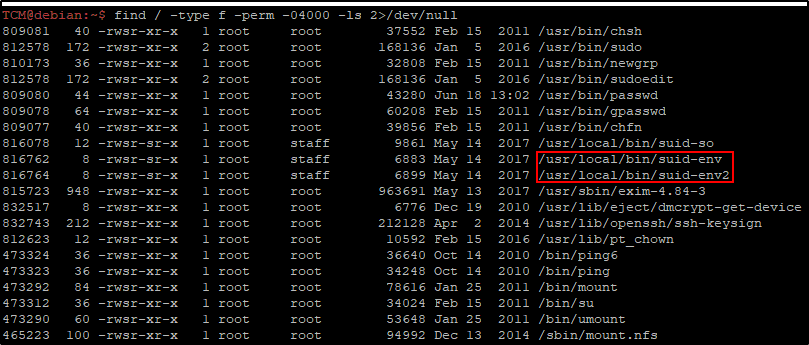 TCM@debian:~$ find / -type f -perm -04000 -ls 2>/dev/null
809081   40 -rwsr-xr-x   1 root     root        37552 Feb 15  2011 /usr/bin/chsh
812578  172 -rwsr-xr-x   2 root     root       168136 Jan  5  2016 /usr/bin/sudo
810173   36 -rwsr-xr-x   1 root     root        32808 Feb 15  2011 /usr/bin/newgrp
812578  172 -rwsr-xr-x   2 root     root       168136 Jan  5  2016 /usr/bin/sudoedit
809080   44 -rwsr-xr-x   1 root     root        43280 Jun 18 13:02 /usr/bin/passwd
809078   64 -rwsr-xr-x   1 root     root        60208 Feb 15  2011 /usr/bin/gpasswd
809077   40 -rwsr-xr-x   1 root     root        39856 Feb 15  2011 /usr/bin/chfn
816078   12 -rwsr-sr-x   1 root     staff        9861 May 14  2017 /usr/local/bin/suid-so
816762    8 -rwsr-sr-x   1 root     staff        6883 May 14  2017 /usr/local/bin/suid-env
816764    8 -rwsr-sr-x   1 root     staff        6899 May 14  2017 /usr/local/bin/suid-env2
815723  948 -rwsr-xr-x   1 root     root       963691 May 13  2017 /usr/sbin/exim-4.84-3
832517    8 -rwsr-xr-x   1 root     root         6776 Dec 19  2010 /usr/lib/eject/dmcrypt-get-device
832743  212 -rwsr-xr-x   1 root     root       212128 Apr  2  2014 /usr/lib/openssh/ssh-keysign
812623   12 -rwsr-xr-x   1 root     root        10592 Feb 15  2016 /usr/lib/pt_chown
473324   36 -rwsr-xr-x   1 root     root        36640 Oct 14  2010 /bin/ping6
473323   36 -rwsr-xr-x   1 root     root        34248 Oct 14  2010 /bin/ping
473292   84 -rwsr-xr-x   1 root     root        78616 Jan 25  2011 /bin/mount
473312   36 -rwsr-xr-x   1 root     root        34024 Feb 15  2011 /bin/su
473290   60 -rwsr-xr-x   1 root     root        53648 Jan 25  2011 /bin/umount
465223  100 -rwsr-xr-x   1 root     root        94992 Dec 13  2014 /sbin/mount.nfs